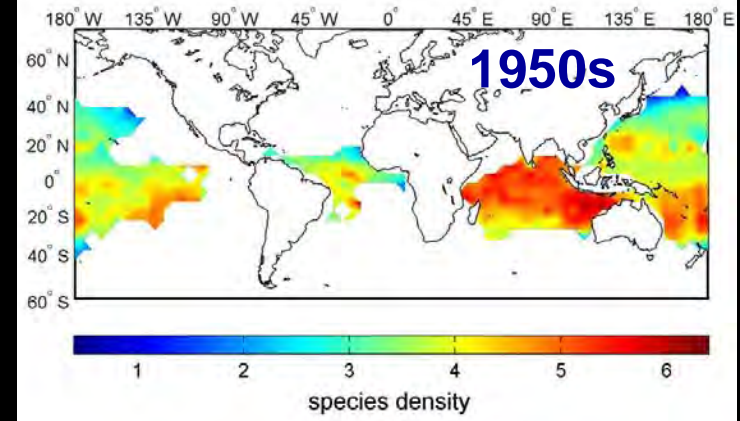 180° W 135° W 90° W 45° W 0° 45° E 90° E 135° E 180° E
1950s
60° N
40° N
20° N
0°
20° S
40° S
60° S
1 2 3 4 5 6
species density